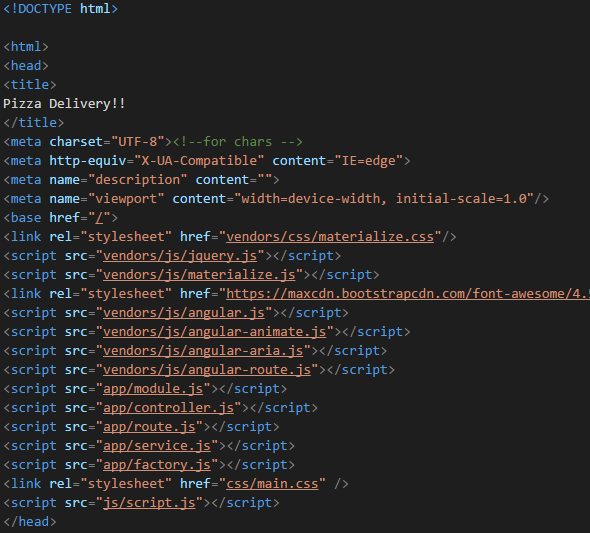 <!DOCTYPE html>
<html>
<head>
<title>
Pizza Delivery!!
</title>
<meta charset="UTF-8"><!--for chars -->
<meta http-equiv="X-UA-Compatible" content="IE=edge">
<meta name="description" content="">
<meta name="viewport" content="width=device-width, initial-scale=1.0"/>
<base href="/">
<link rel="stylesheet" href="vendors/css/materialize.css"/>
<script src="vendors/js/jquery.js"></script>
<script src="vendors/js/materialize.js"></script>
<link rel="stylesheet" href="https://maxcdn.bootstrapcdn.com/font-awesome/4.5
<script src="vendors/js/angular.js"></script>
<script src="vendors/js/angular-animate.js"></script>
<script src="vendors/js/angular-aria.js"></script>
<script src="vendors/js/angular-route.js"></script>
<script src="app/module.js"></script>
<script src="app/controller.js"></script>
<script src="app/route.js"></script>
<script src="app/service.js"></script>
<script src="app/factory.js"></script>
<link rel="stylesheet" href="css/main.css" />
<script src="js/script.js"></script>
</head>